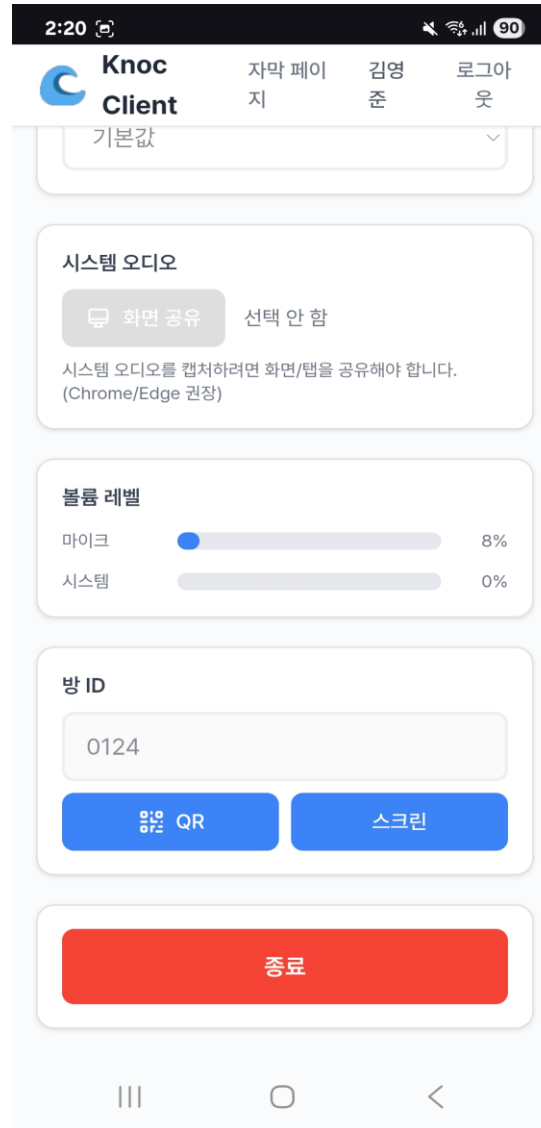 2:20
90
Knoc
Client
자막 페이
지
김영
준
로그아
웃
기본값
시스템 오디오
화면 공유
선택 안 함
시스템 오디오를 캡처하려면 화면/탭을 공유해야 합니다.
(Chrome/Edge 권장)
볼륨 레벨
마이크 8%
시스템 0%
방 ID
0124
QR
스크린
종료